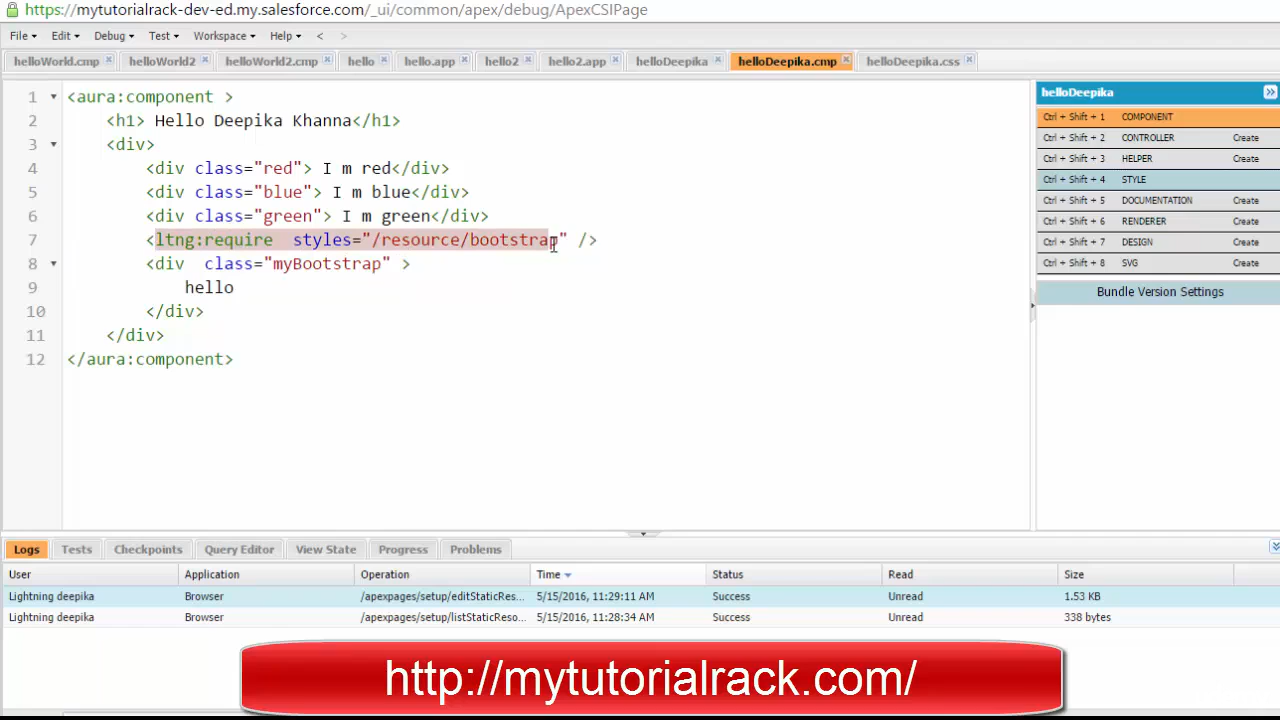 https://mytutorialrack-dev-ed.my.salesforce.com/_ui/common/apex/debug/ApexCSIPage
File Edit Debug Test Workspace Help < >
helloWorld.cmp helloWorld2 helloWorld2.cmp hello hello.app hello2 hello2.app helloDeepika helloDeepika.cmp helloDeepika.css
1 <aura:component >
2 <h1> Hello Deepika Khanna</h1>
3 <div>
4 <div class="red"> I m red</div>
5 <div class="blue"> I m blue</div>
6 <div class="green"> I m green</div>
7 <ltng:require styles="/resource/bootstrap" />
8 <div class="myBootstrap" >
9 hello
10 </div>
11 </div>
12 </aura:component>
helloDeepika
Ctrl + Shift + 1 COMPONENT
Ctrl + Shift + 2 CONTROLLER Create
Ctrl + Shift + 3 HELPER Create
Ctrl + Shift + 4 STYLE
Ctrl + Shift + 5 DOCUMENTATION Create
Ctrl + Shift + 6 RENDERER Create
Ctrl + Shift + 7 DESIGN Create
Ctrl + Shift + 8 SVG Create
Bundle Version Settings
Logs Tests Checkpoints Query Editor View State Progress Problems
User Application Operation Time Status Read Size
Lightning deepika Browser /apexpages/setup/editStaticRes... 5/15/2016, 11:29:11 AM Success Unread 1.53 KB
Lightning deepika Browser /apexpages/setup/listStaticReso... 5/15/2016, 11:28:34 AM Success Unread 338 bytes
http://mytutorialrack.com/